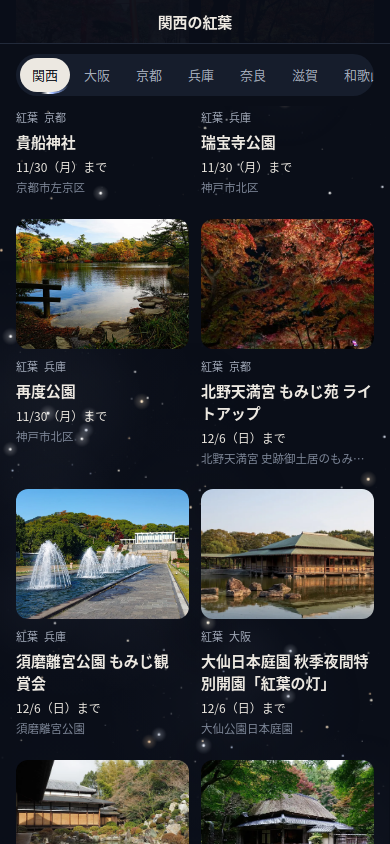 関西の紅葉
関西 大阪 京都 兵庫 奈良 滋賀
紅葉 京都
貴船神社
11/30（月）まで
京都市左京区
紅葉 兵庫
瑞宝寺公園
11/30（月）まで
神戸市北区
紅葉 兵庫
再度公園
11/30（月）まで
神戸市北区
紅葉 京都
北野天満宮 もみじ苑 ライ
トアップ
12/6（日）まで
北野天満宮 史跡御土居のもみ…
紅葉 兵庫
須磨離宮公園 もみじ観
賞会
12/6（日）まで
須磨離宮公園
紅葉 大阪
大仙日本庭園 秋季夜間特
別開園「紅葉の灯」
12/6（日）まで
大仙公園日本庭園